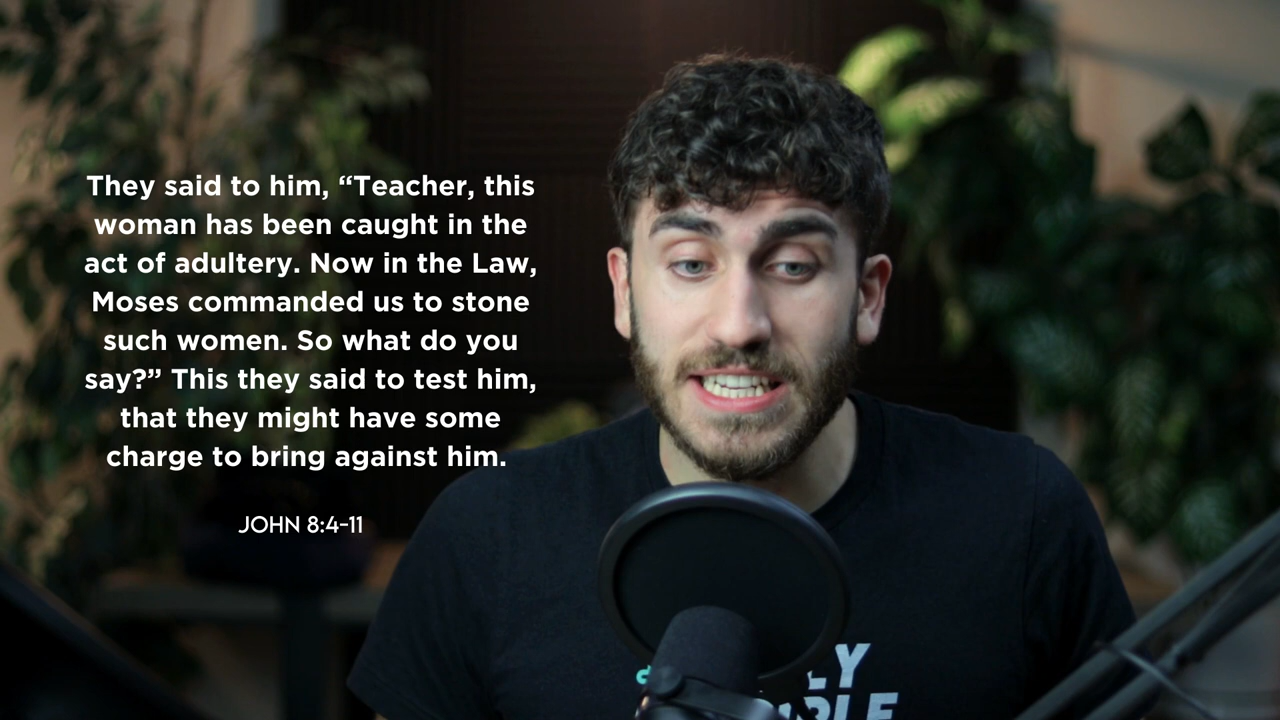 They said to him, “Teacher, this
woman has been caught in the
act of adultery. Now in the Law,
Moses commanded us to stone
such women. So what do you
say?” This they said to test him,
that they might have some
charge to bring against him.
JOHN 8:4-11